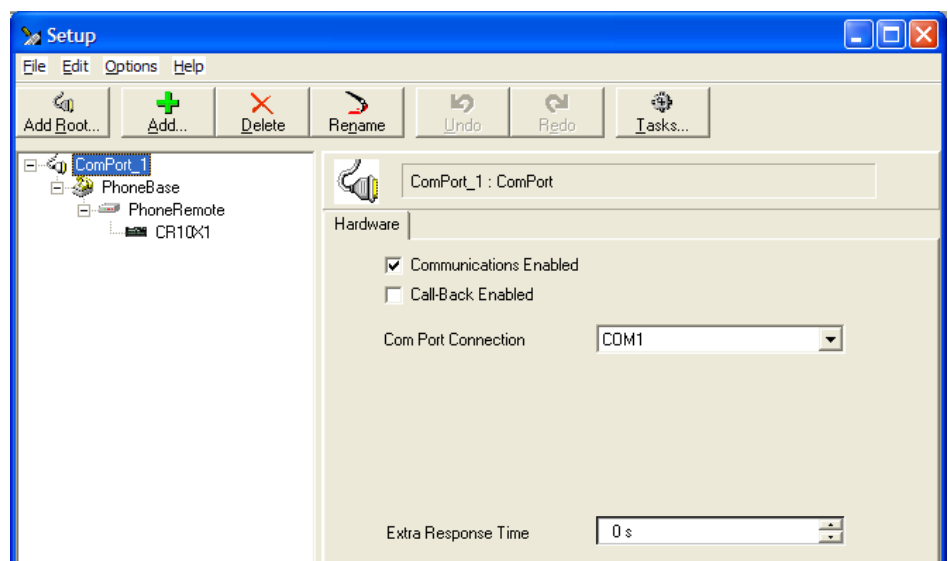 Setup
File Edit Options Help
Add Root... Add... Delete Rename Undo Redo Tasks...
ComPort_1
PhoneBase
PhoneRemote
CR10X1
ComPort_1 : ComPort
Hardware
Communications Enabled
Call-Back Enabled
Com Port Connection COM1
Extra Response Time 0 s